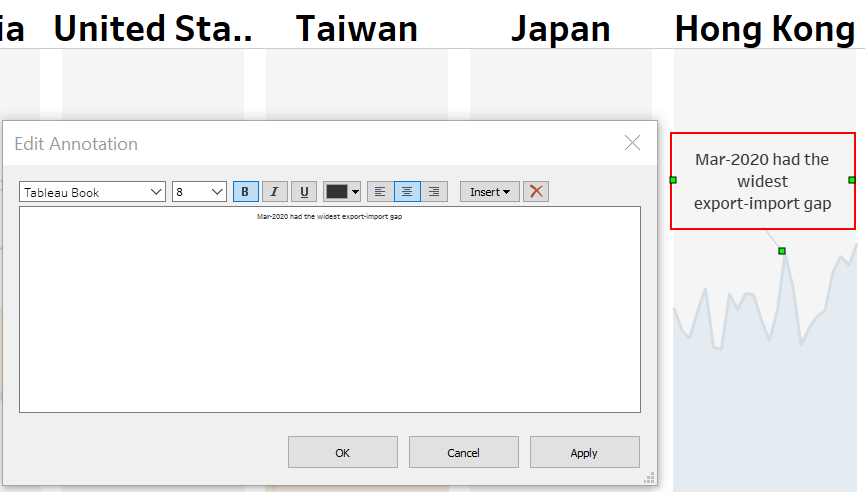 ia United Sta.. Taiwan Japan Hong Kong
Edit Annotation
Tableau Book 8 B I U Insert
Mar-2020 had the widest export-import gap
OK Cancel Apply
Mar-2020 had the
widest
export-import gap